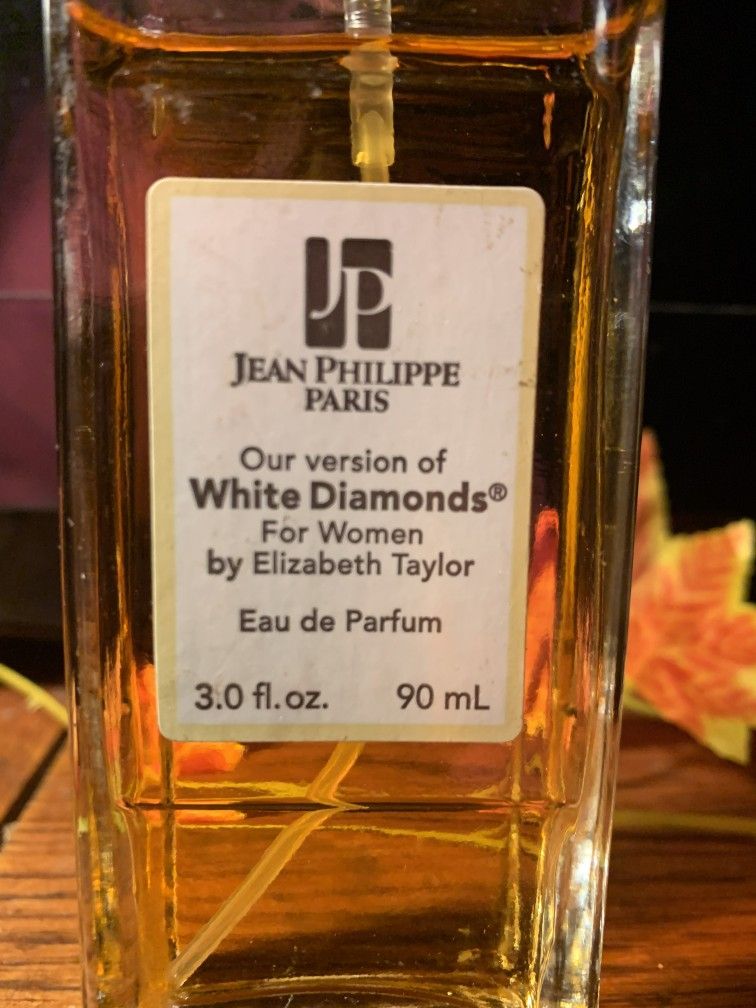 JP
JEAN PHILIPPE
PARIS
Our version of
White Diamonds®
For Women
by Elizabeth Taylor
Eau de Parfum
3.0 fl.oz. 90 mL